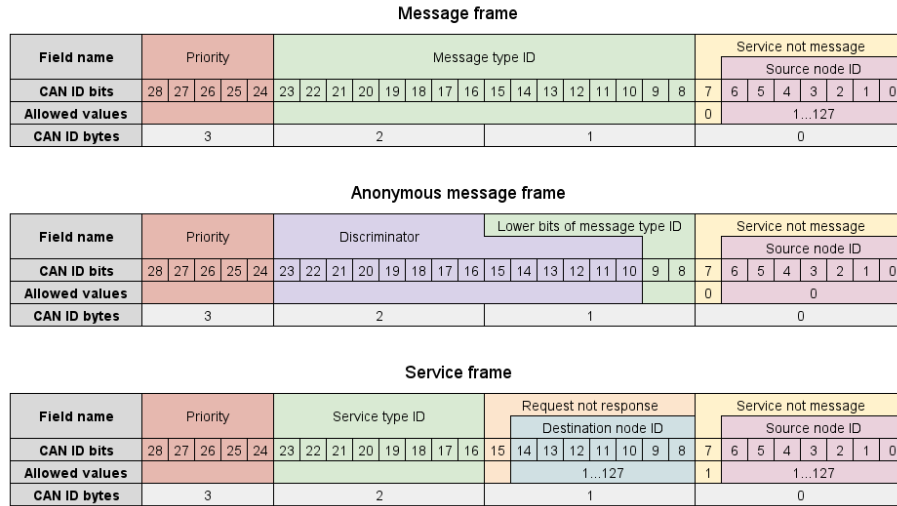 Message frame
Field name Priority Message type ID Service not message
Source node ID
CAN ID bits 28 27 26 25 24 23 22 21 20 19 18 17 16 15 14 13 12 11 10 9 8 7 6 5 4 3 2 1 0
Allowed values 0 1...127
CAN ID bytes 3 2 1 0
Anonymous message frame
Field name Priority Discriminator Lower bits of message type ID Service not message
Source node ID
CAN ID bits 28 27 26 25 24 23 22 21 20 19 18 17 16 15 14 13 12 11 10 9 8 7 6 5 4 3 2 1 0
Allowed values 0 0
CAN ID bytes 3 2 1 0
Service frame
Field name Priority Service type ID Request not response Service not message
Destination node ID Source node ID
CAN ID bits 28 27 26 25 24 23 22 21 20 19 18 17 16 15 14 13 12 11 10 9 8 7 6 5 4 3 2 1 0
Allowed values 1...127 1 1...127
CAN ID bytes 3 2 1 0